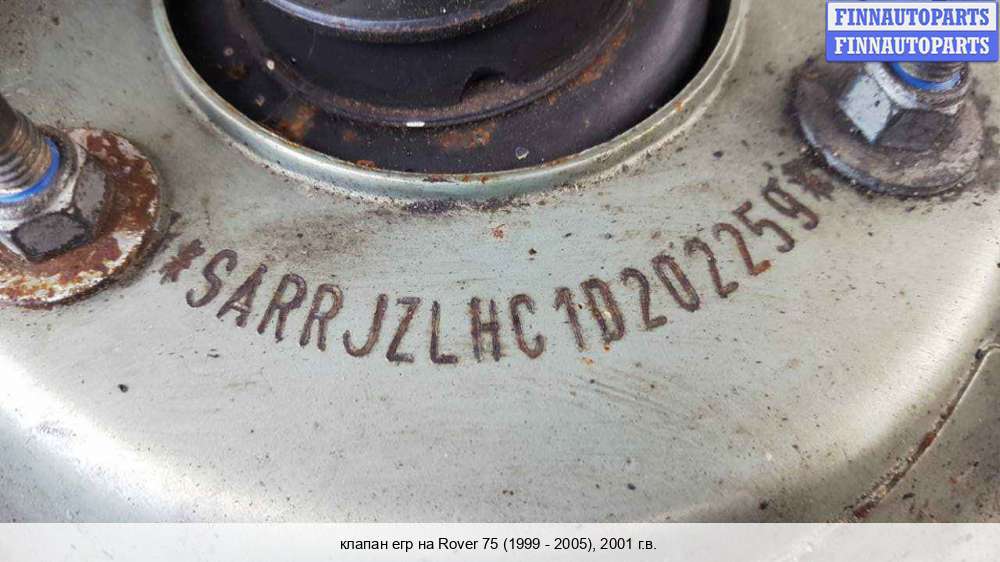 FINNAUTOPARTS
FINNAUTOPARTS
*SARRJZLHC1D202259*
клапан егр на Rover 75 (1999 - 2005), 2001 г.в.